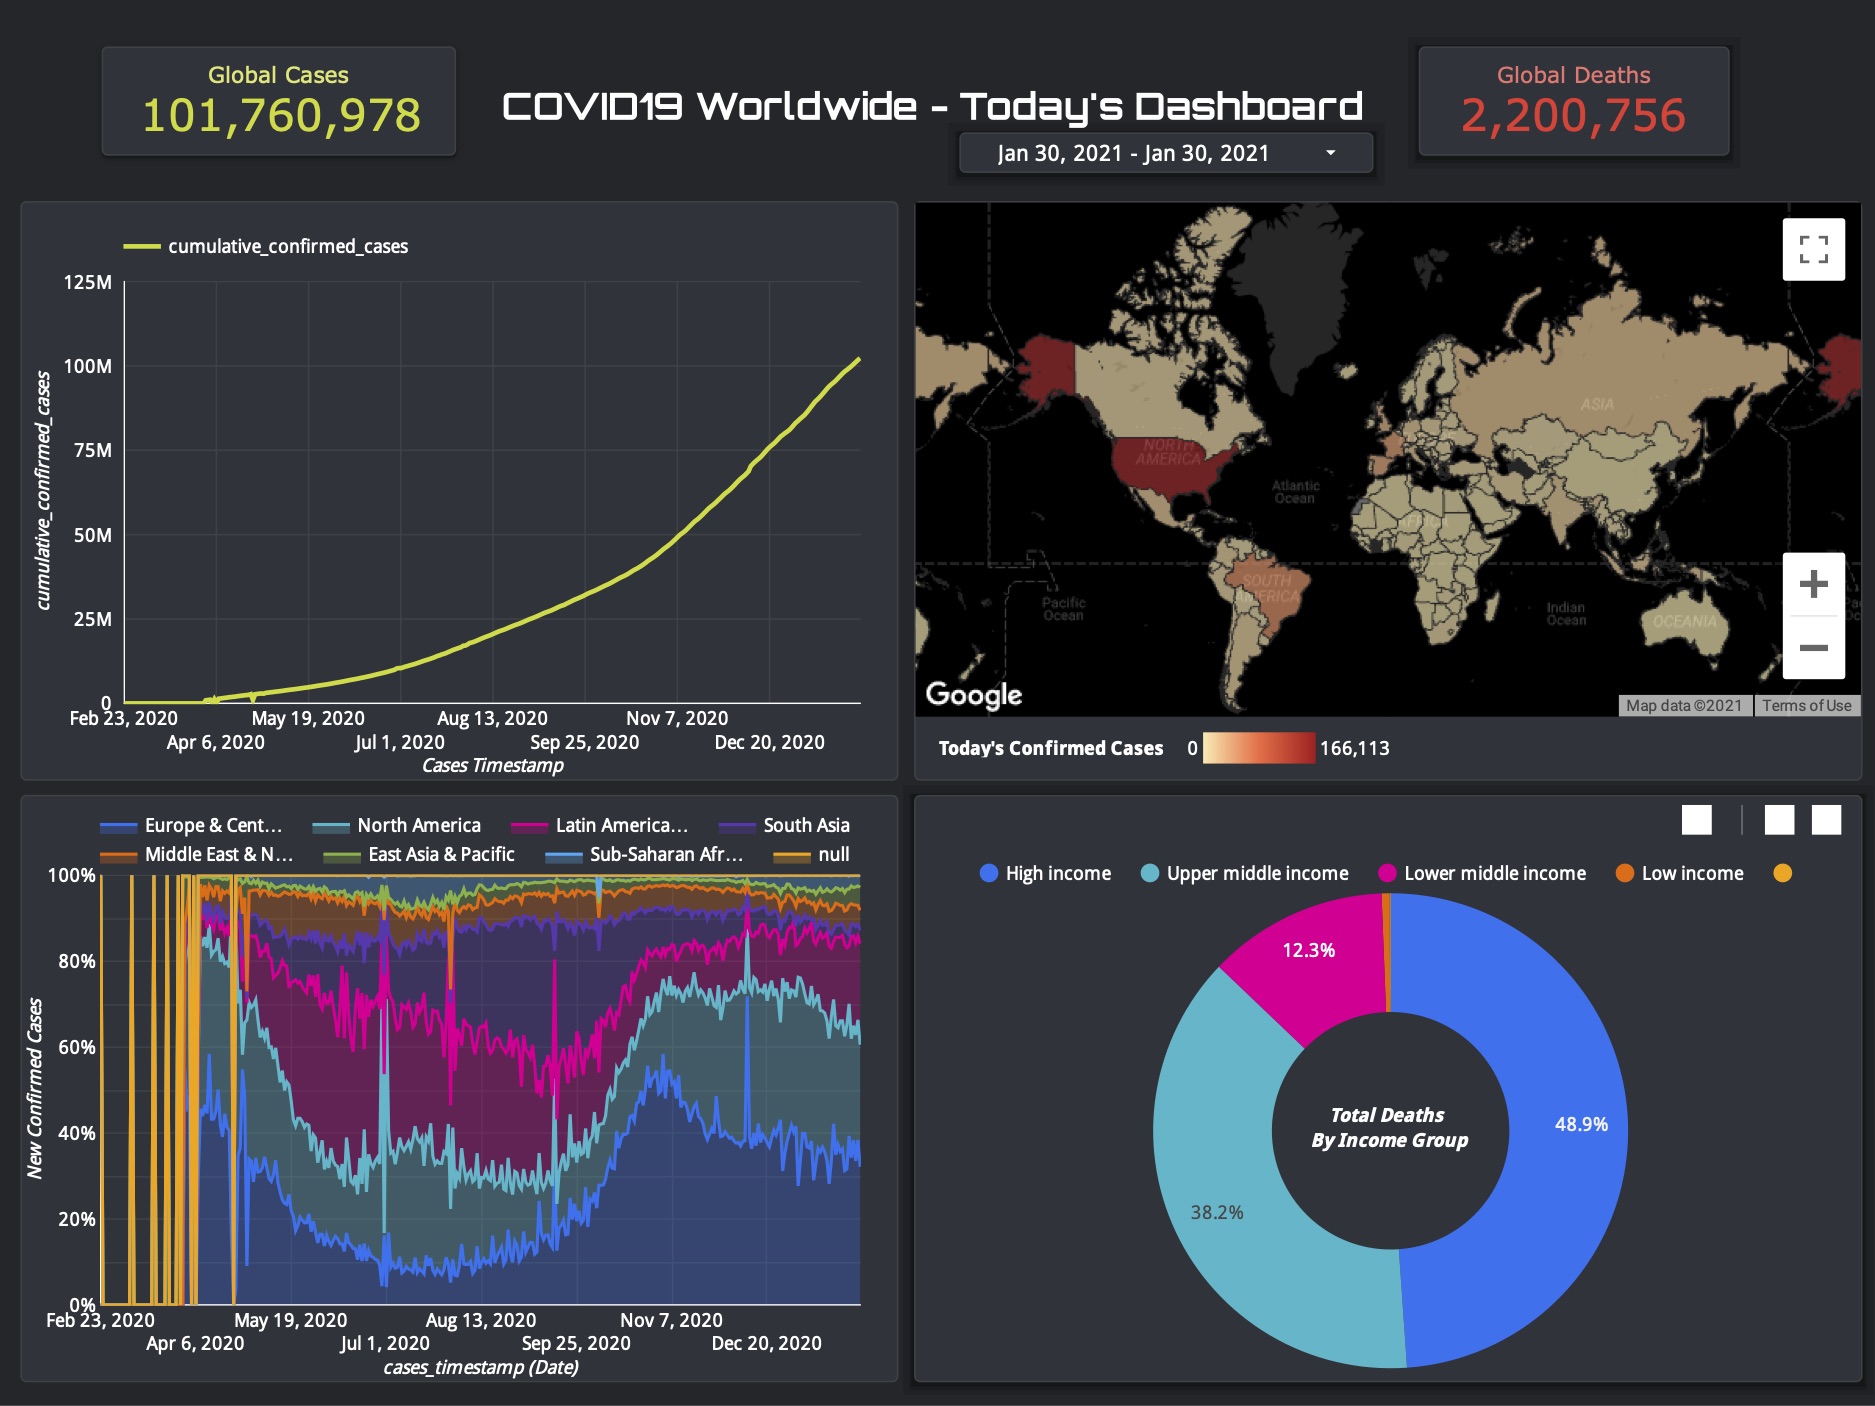 Global Cases
101,760,978
COVID19 Worldwide - Today's Dashboard
Jan 30, 2021 - Jan 30, 2021
Global Deaths
2,200,756
cumulative_confirmed_cases
cumulative_confirmed_cases
125M
100M
75M
50M
25M
0
Feb 23, 2020
May 19, 2020
Aug 13, 2020
Nov 7, 2020
Apr 6, 2020
Jul 1, 2020
Sep 25, 2020
Dec 20, 2020
Cases Timestamp
ASIA
NORTH
AMERICA
Atlantic
Ocean
AFRICA
SOUTH
AMERICA
Pacific
Ocean
Indian
Ocean
OCEANIA
Google
Map data ©2021
Terms of Use
Today's Confirmed Cases
0
166,113
Europe & Cent...
North America
Latin America...
South Asia
Middle East & N...
East Asia & Pacific
Sub-Saharan Afr...
null
New Confirmed Cases
100%
80%
60%
40%
20%
0%
Feb 23, 2020
May 19, 2020
Aug 13, 2020
Nov 7, 2020
Apr 6, 2020
Jul 1, 2020
Sep 25, 2020
Dec 20, 2020
cases_timestamp (Date)
High income
Upper middle income
Lower middle income
Low income
12.3%
48.9%
38.2%
Total Deaths
By Income Group